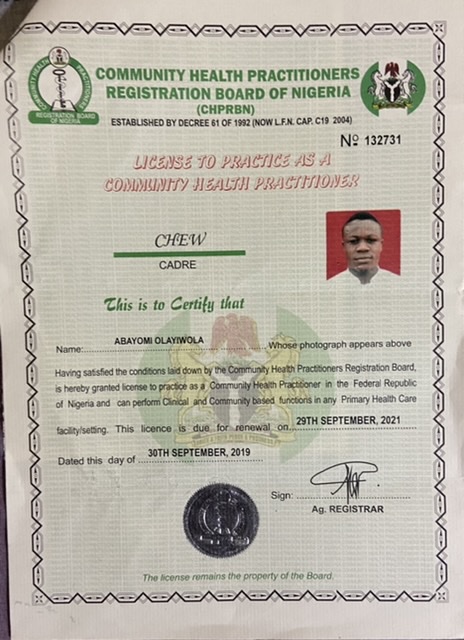 COMMUNITY HEALTH PRACTITIONERS
REGISTRATION BOARD OF NIGERIA
(CHPRBN)
ESTABLISHED BY DECREE 61 OF 1992 (NOW L.F.N. CAP. C19 2004)
COMMUNITY HEALTH PRACTITIONERS
REGISTRATION BOARD
OF NIGERIA
Nº 132731
LICENSE TO PRACTICE AS A
COMMUNITY HEALTH PRACTITIONER
CHEW
CADRE
This is to Certify that
Name: ABAYOMI OLAYIWOLA Whose photograph appears above
Having satisfied the conditions laid down by the Community Health Practitioners Registration Board,
is hereby granted license to practice as a Community Health Practitioner in the Federal Republic
of Nigeria and can perform Clinical and Community based functions in any Primary Health Care
facility/setting. This licence is due for renewal on 29TH SEPTEMBER, 2021
Dated this day of 30TH SEPTEMBER, 2019
Sign:
Ag. REGISTRAR
The license remains the property of the Board.